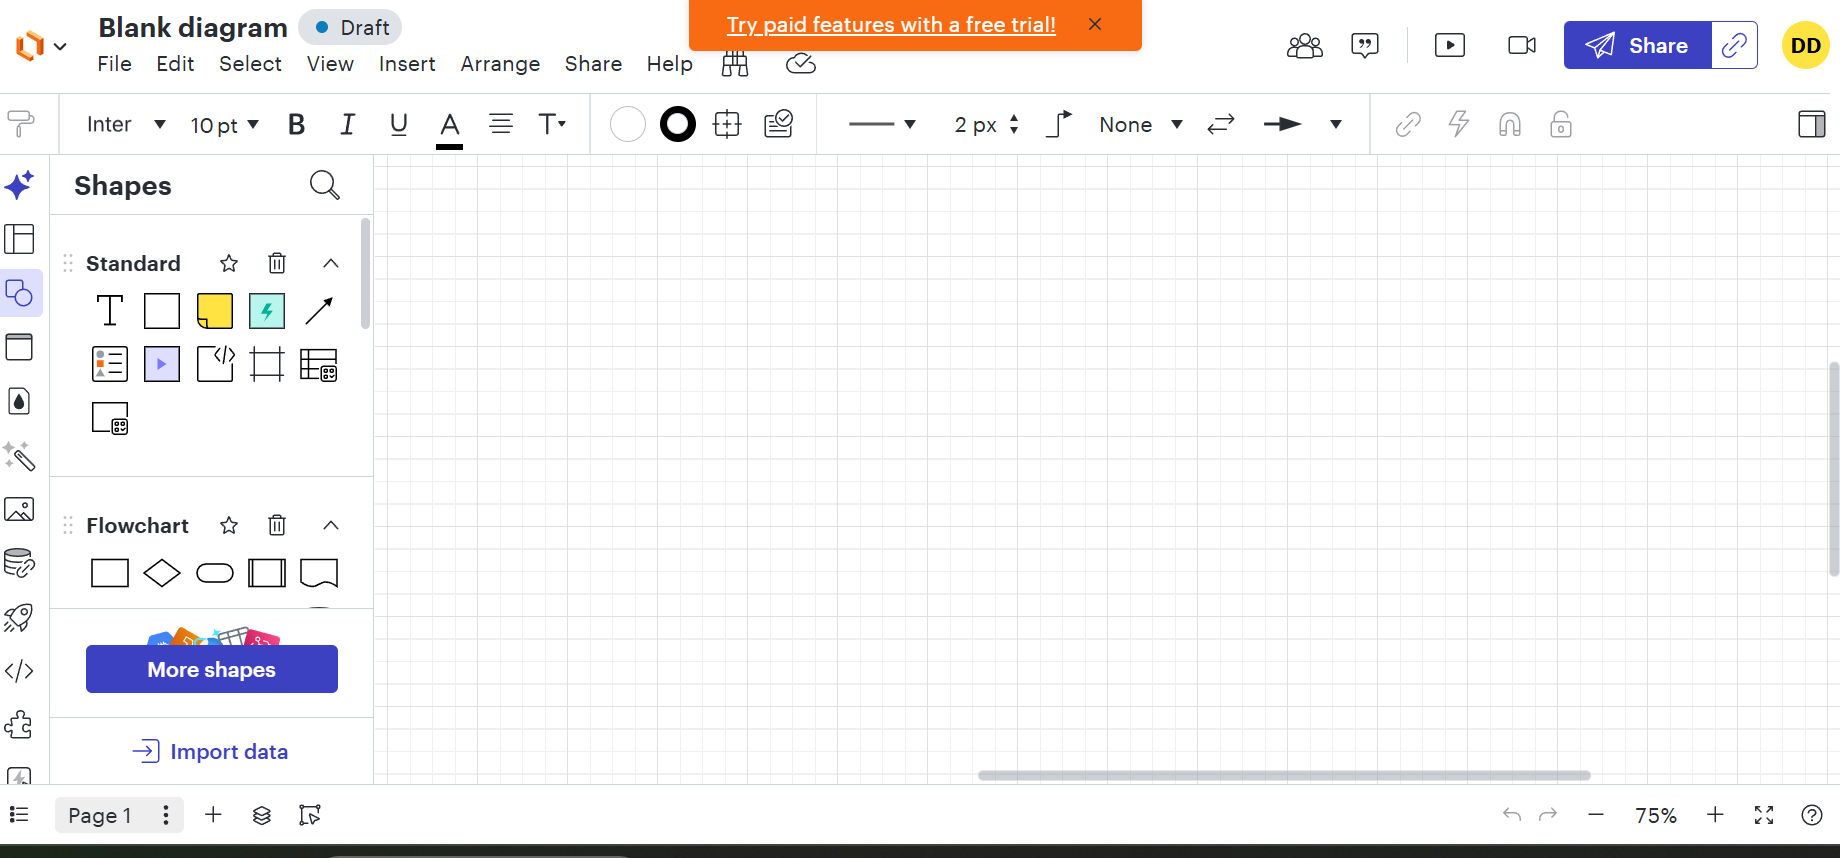 Blank diagram
Draft
Try paid features with a free trial!
File Edit Select View Insert Arrange Share Help
Share
DD
Inter 10 pt B I U A T 2 px None
Shapes
Standard
T
Flowchart
More shapes
Import data
Page 1
75%